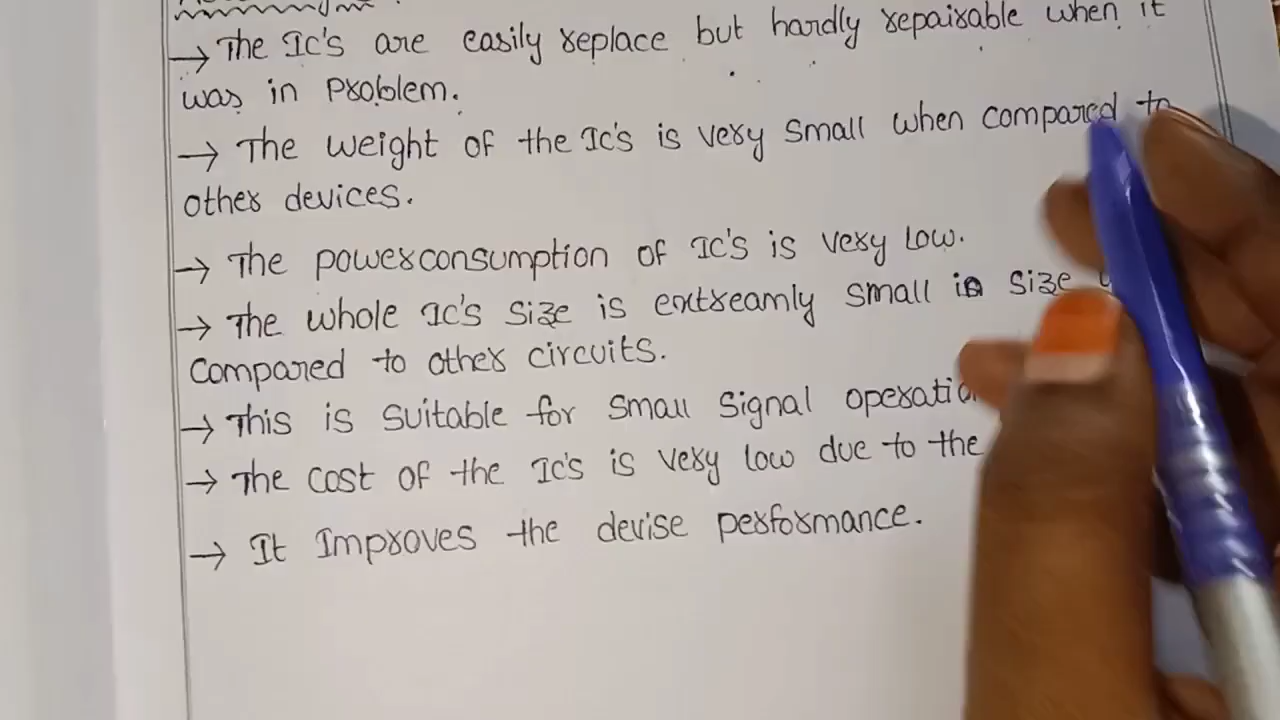 → The Ic's are easily replace but hardly repairable when it
was in Problem.
→ The weight of the Ic's is very small when compared to
other devices.
→ The powerconsumption of IC's is very low.
→ The whole IC's size is extreamly small in size
Compared to other circuits.
→ This is suitable for small signal operation
→ The cost of the IC's is very low due to the
→ It Improves the devise performance.